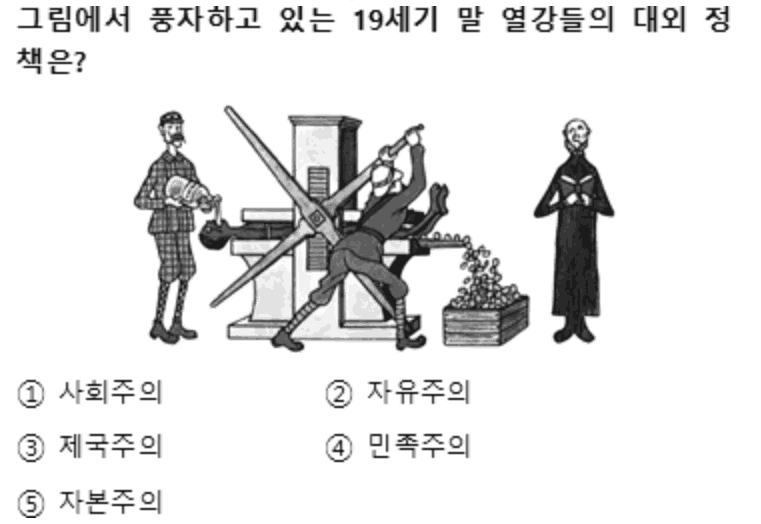 그림에서 풍자하고 있는 19세기 말 열강들의 대외 정
책은?
① 사회주의 ② 자유주의
③ 제국주의 ④ 민족주의
⑤ 자본주의